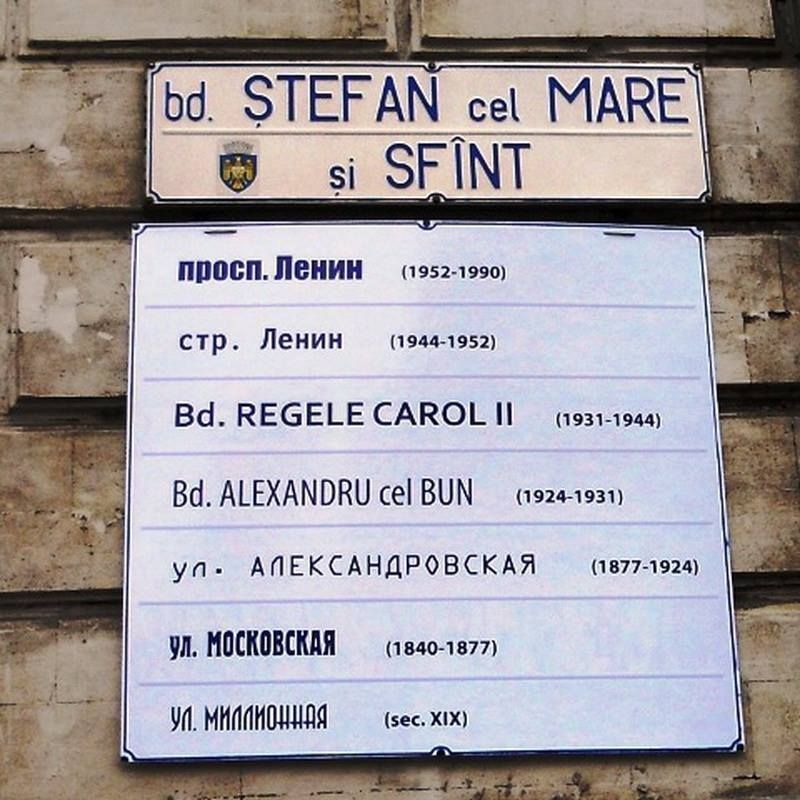 bd. ȘTEFAN cel MARE
și SFÎNT
просп. Ленин (1952-1990)
стр. Ленин (1944-1952)
Bd. REGELE CAROL II (1931-1944)
Bd. ALEXANDRU cel BUN (1924-1931)
ул. АЛЕКСАНДРОВСКАЯ (1877-1924)
ул. МОСКОВСКАЯ (1840-1877)
УЛ. МИЛЛИОННАЯ (sec. XIX)